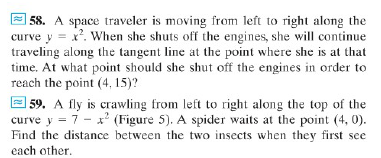 58. A space traveler is moving from left to right along the
curve y = x². When she shuts off the engines, she will continue
traveling along the tangent line at the point where she is at that
time. At what point should she shut off the engines in order to
reach the point (4, 15)?
59. A fly is crawling from left to right along the top of the
curve y = 7 − x² (Figure 5). A spider waits at the point (4, 0).
Find the distance between the two insects when they first see
each other.